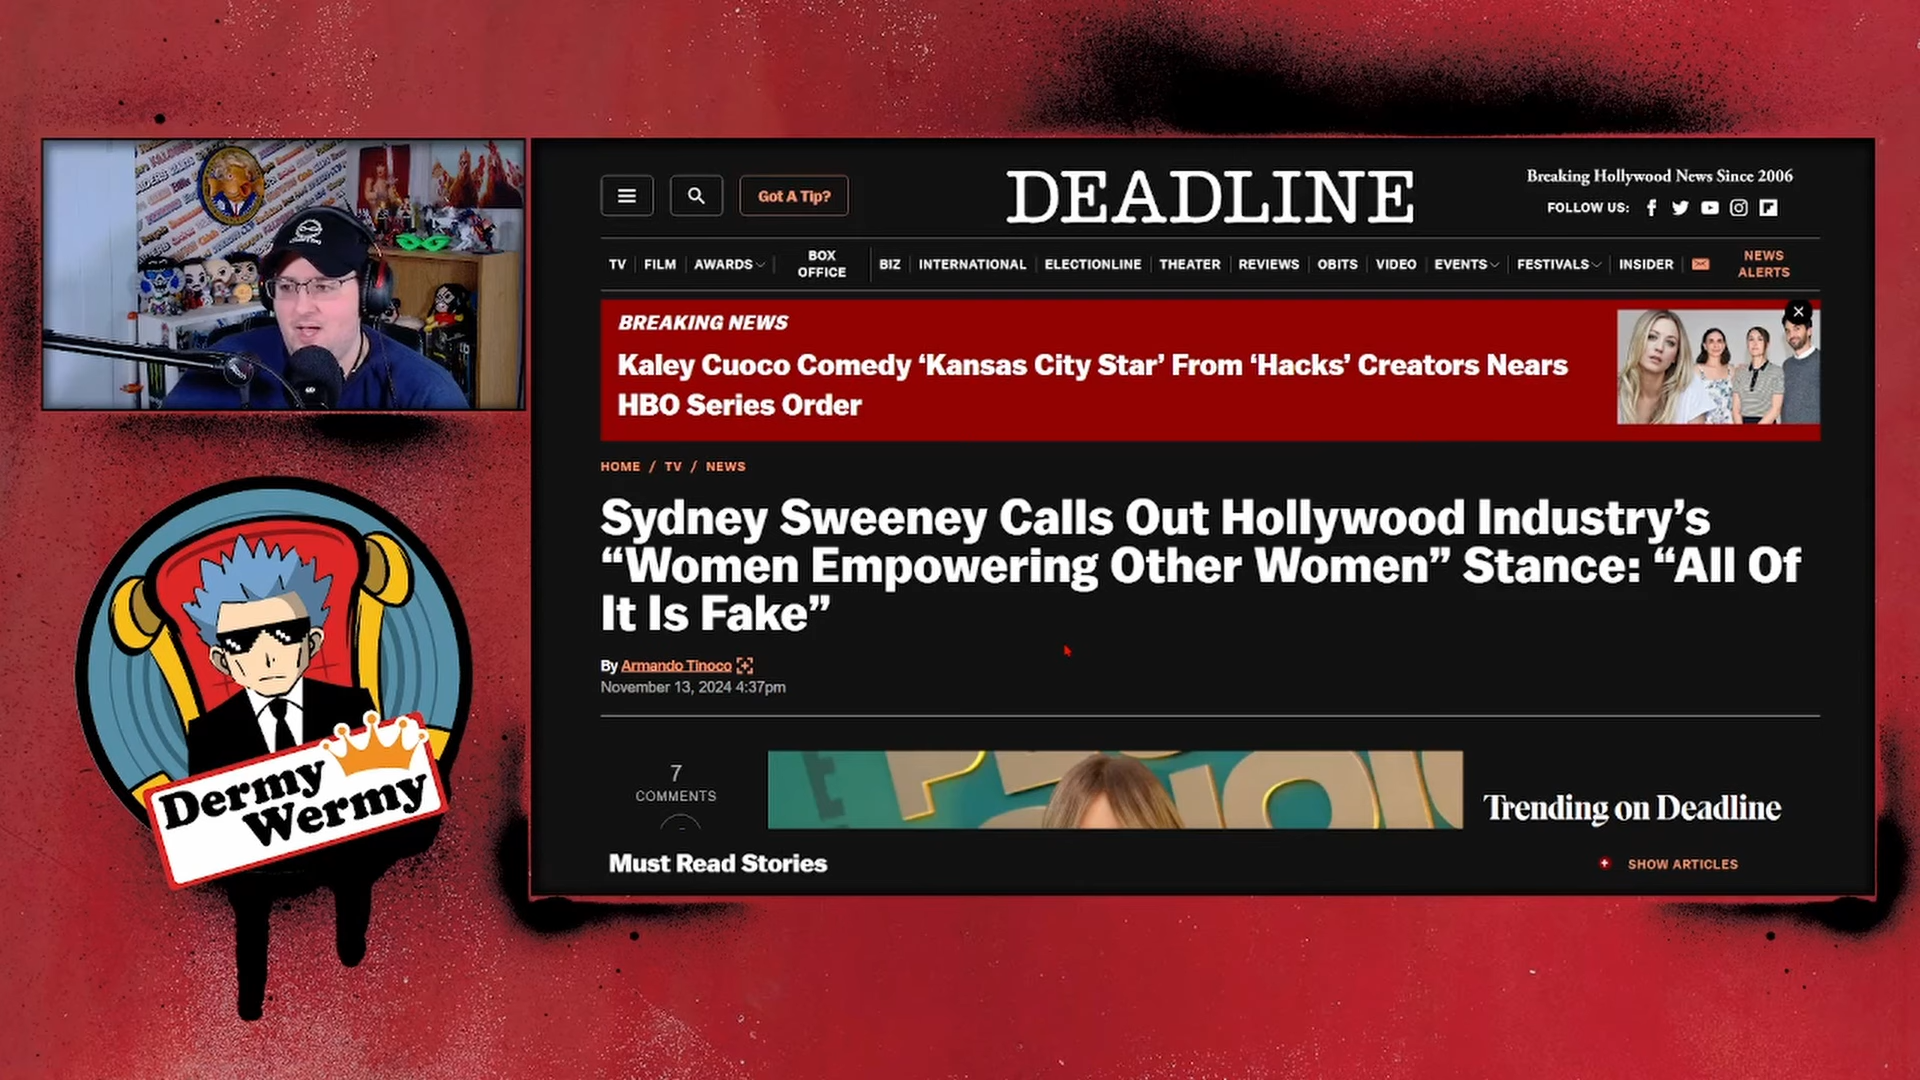 Got A Tip?
DEADLINE
Breaking Hollywood News Since 2006
FOLLOW US:
TV
FILM
AWARDS
BOX
OFFICE
BIZ
INTERNATIONAL
ELECTIONLINE
THEATER
REVIEWS
OBITS
VIDEO
EVENTS
FESTIVALS
INSIDER
NEWS
ALERTS
BREAKING NEWS
Kaley Cuoco Comedy ‘Kansas City Star’ From ‘Hacks’ Creators Nears
HBO Series Order
HOME / TV / NEWS
Sydney Sweeney Calls Out Hollywood Industry’s
“Women Empowering Other Women” Stance: “All Of
It Is Fake”
By Armando Tinoco
November 13, 2024 4:37pm
7
COMMENTS
Trending on Deadline
Must Read Stories
SHOW ARTICLES
Dermy
Wermy